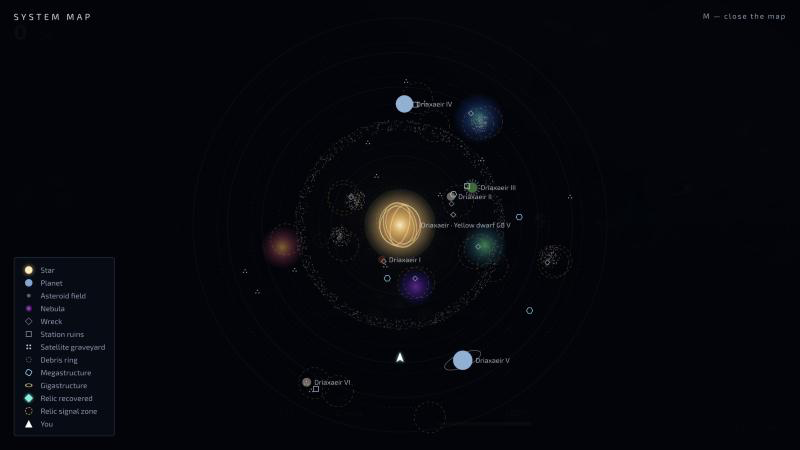 SYSTEM MAP
M — close the map
Driaxaeir IV
Driaxaeir III
Driaxaeir II
Driaxaeir · Yellow dwarf G8 V
Driaxaeir I
Driaxaeir V
Driaxaeir VI
Star
Planet
Asteroid field
Nebula
Wreck
Station ruins
Satellite graveyard
Debris ring
Megastructure
Gigastructure
Relic recovered
Relic signal zone
You